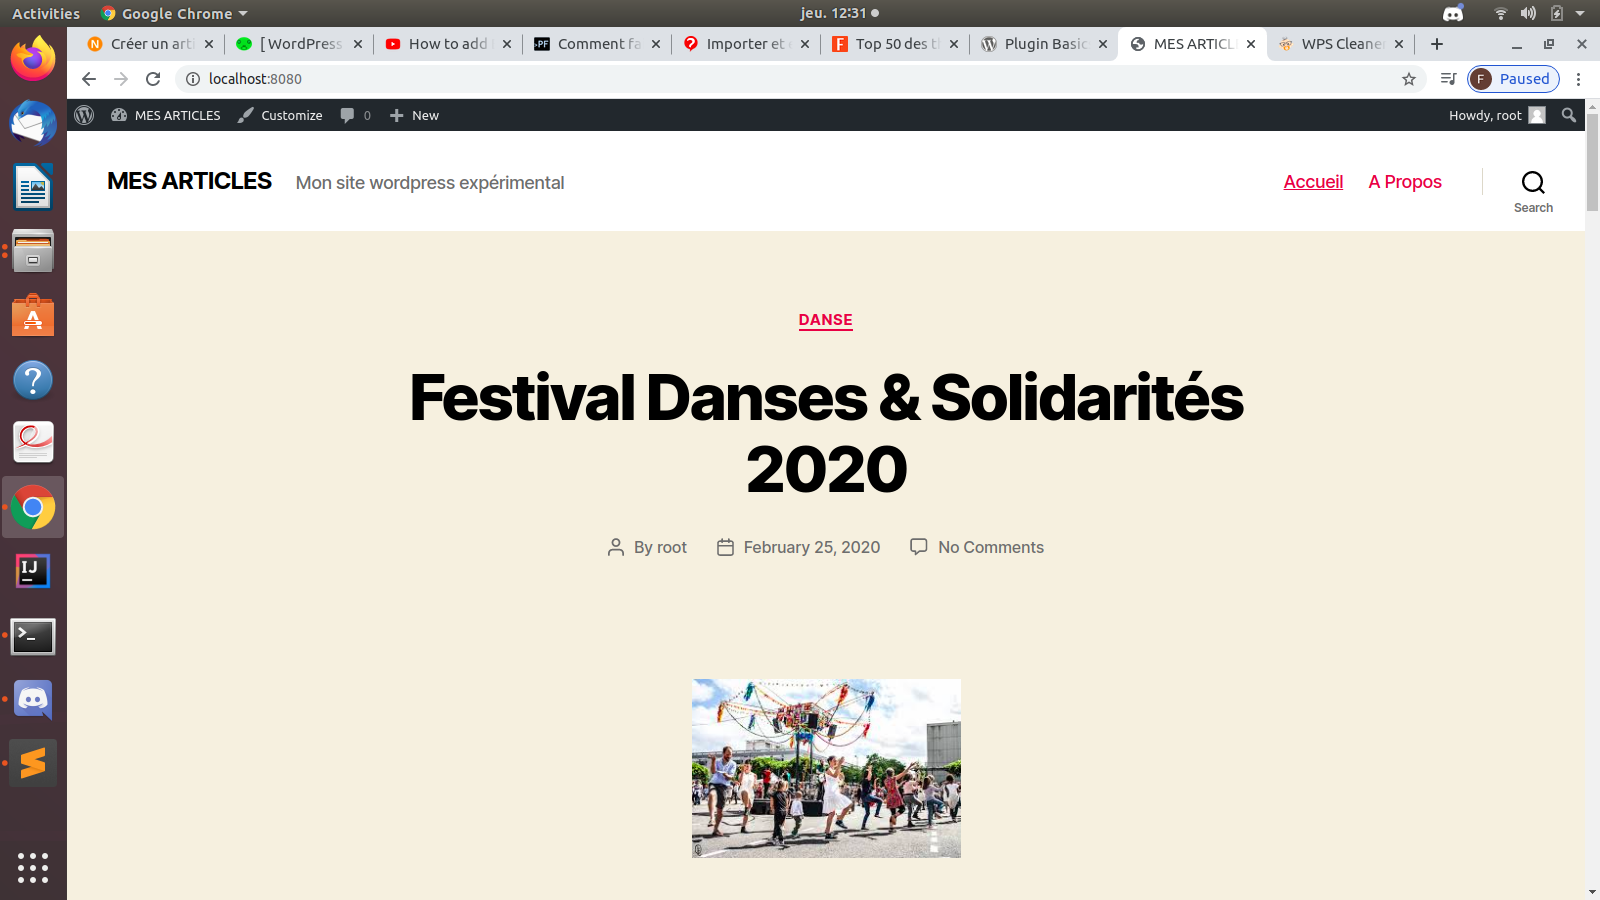 Activities Google Chrome jeu. 12:31
Créer un arti [ WordPress How to add Comment fa Importer et Top 50 des t Plugin Basic MES ARTICL WPS Cleane
localhost:8080 F Paused
MES ARTICLES Customize 0 New Howdy, root
MES ARTICLES Mon site wordpress expérimental Accueil A Propos
Search
DANSE
Festival Danses & Solidarités
2020
By root February 25, 2020 No Comments